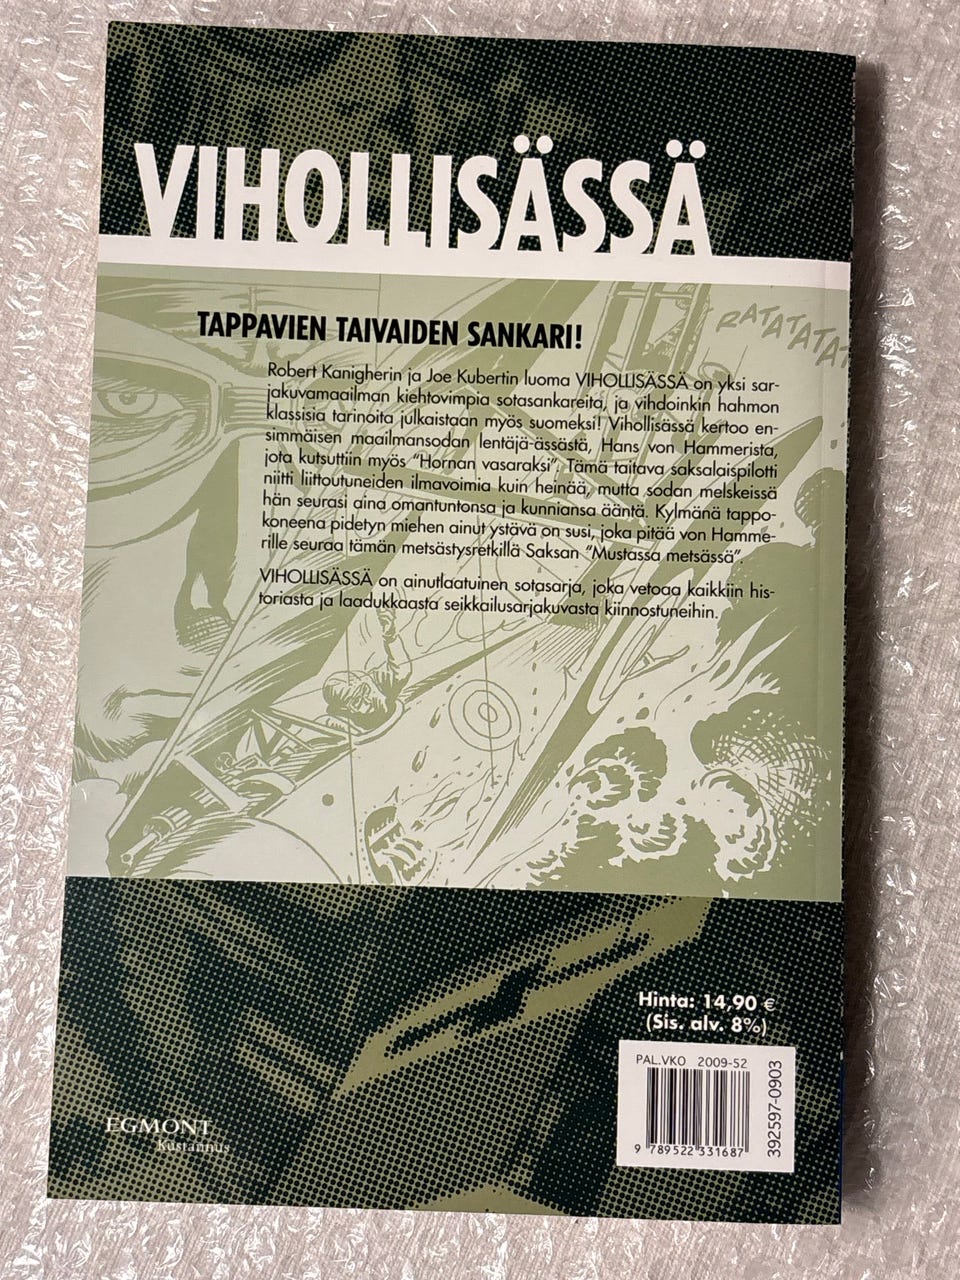 VIHOLLISÄSSÄ
TAPPAVIEN TAIVAIDEN SANKARI!
RATATATAT
Robert Kanigherin ja Joe Kubertin luoma VIHOLLISÄSSÄ on yksi sar-
jakuvamaailman kiehtovimpia sotasankareita, ja vihdoinkin hahmon
klassisia tarinoita julkaistaan myös suomeksi! Vihollisässä kertoo en-
simmäisen maailmansodan lentäjä-ässästä, Hans von Hammerista,
jota kutsuttiin myös "Hornan vasaraksi". Tämä taitava saksalaispilotti
niitti liittoutuneiden ilmavoimia kuin heinää, mutta sodan melskeissä
hän seurasi aina omantuntonsa ja kunniansa ääntä. Kylmänä tappo-
koneena pidetyn miehen ainut ystävä on susi, joka pitää von Hamme-
rille seuraa tämän metsästysretkillä Saksan "Mustassa metsässä".
VIHOLLISÄSSÄ on ainutlaatuinen sotasarja, joka vetoaa kaikkiin his-
toriasta ja laadukkaasta seikkailusarjakuvasta kiinnostuneihin.
Hinta: 14,90 €
(Sis. alv. 8%)
PAL.VKO 2009-52
9 789522 331687
392597-0903
EGMONT
Kustannus